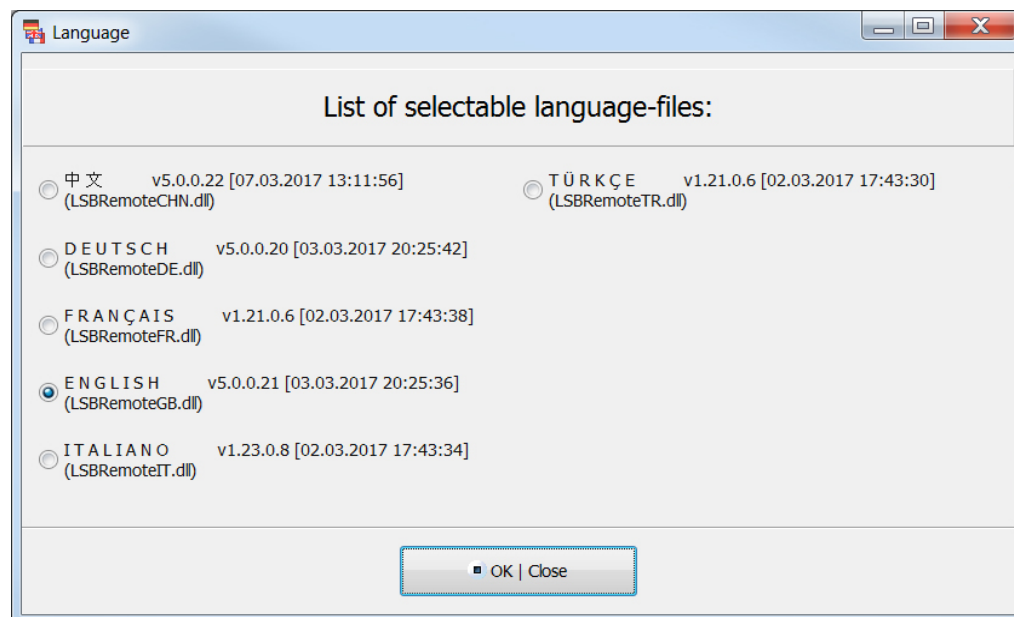 Language
List of selectable language-files:
中文 v5.0.0.22 [07.03.2017 13:11:56]
(LSBRemoteCHN.dll)
DEUTSCH v5.0.0.20 [03.03.2017 20:25:42]
(LSBRemoteDE.dll)
FRANÇAIS v1.21.0.6 [02.03.2017 17:43:38]
(LSBRemoteFR.dll)
ENGLISH v5.0.0.21 [03.03.2017 20:25:36]
(LSBRemoteGB.dll)
ITALIANO v1.23.0.8 [02.03.2017 17:43:34]
(LSBRemoteIT.dll)
TÜRKÇE v1.21.0.6 [02.03.2017 17:43:30]
(LSBRemoteTR.dll)
OK | Close